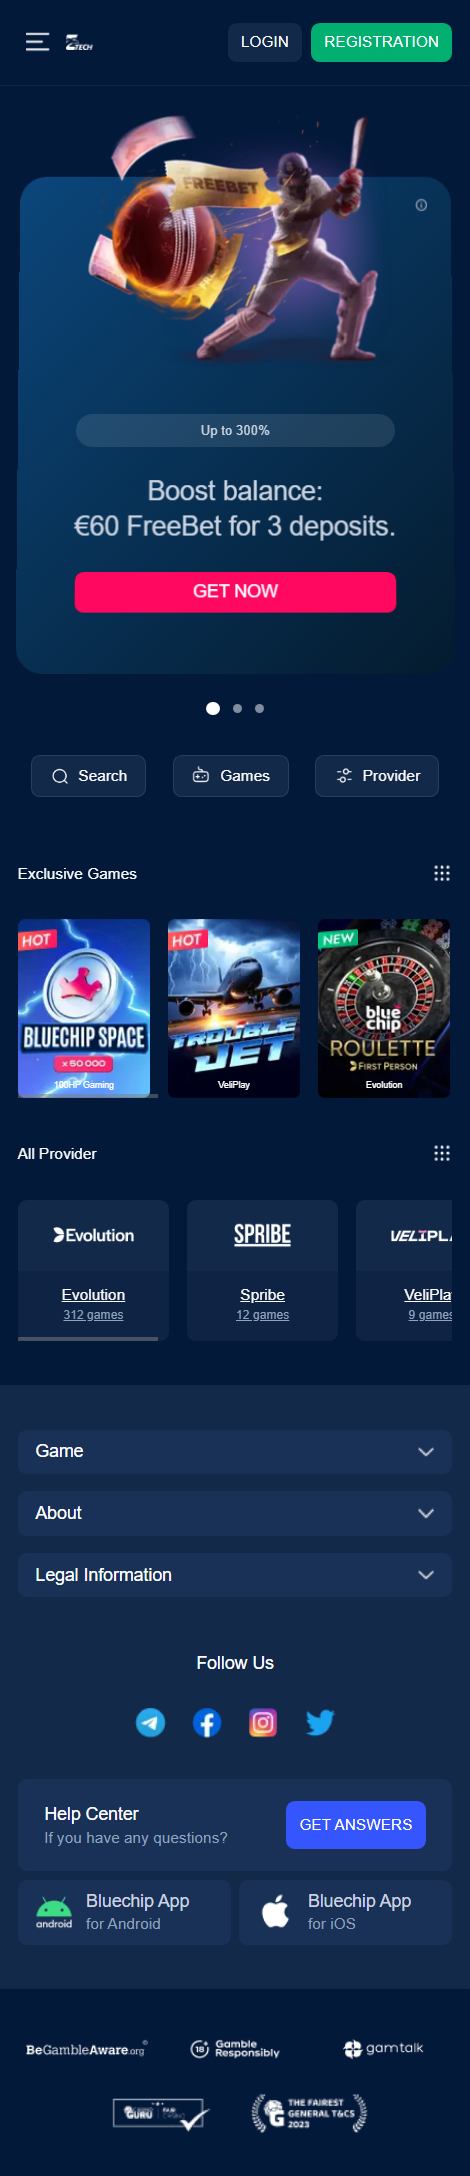 TECH
LOGIN
REGISTRATION
FREEBET
Up to 300%
Boost balance:
€60 FreeBet for 3 deposits.
GET NOW
Search
Games
Provider
Exclusive Games
HOT
BLUECHIP SPACE
x 50 000
100HP Gaming
HOT
TROUBLE
JET
VeliPlay
NEW
blue
chip
ROULETTE
FIRST PERSON
Evolution
All Provider
Evolution
Evolution
312 games
SPRIBE
Spribe
12 games
VELIPLA
VeliPla
9 games
Game
About
Legal Information
Follow Us
Help Center
If you have any questions?
GET ANSWERS
android
Bluechip App
for Android
Bluechip App
for iOS
BeGambleAware.org
18+
Gamble
Responsibly
gamtalk
GURU
FAIR
THE FAIREST
GENERAL T&CS
2023